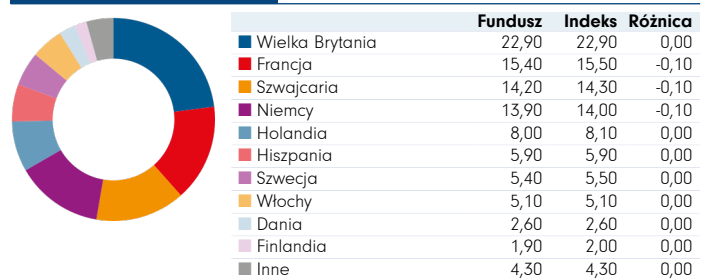 Fundusz Indeks Różnica
Wielka Brytania 22,90 22,90 0,00
Francja 15,40 15,50 -0,10
Szwajcaria 14,20 14,30 -0,10
Niemcy 13,90 14,00 -0,10
Holandia 8,00 8,10 0,00
Hiszpania 5,90 5,90 0,00
Szwecja 5,40 5,50 0,00
Włochy 5,10 5,10 0,00
Dania 2,60 2,60 0,00
Finlandia 1,90 2,00 0,00
Inne 4,30 4,30 0,00